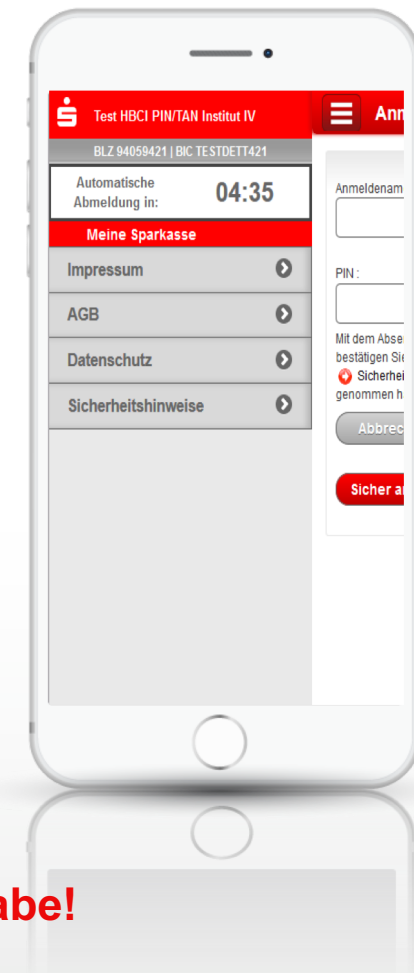 Test HBCI PIN/TAN Institut IV
BLZ 94059421 | BIC TESTDETT421
Automatische
Abmeldung in:
04:35
Meine Sparkasse
Impressum
AGB
Datenschutz
Sicherheitshinweise
Ann
Anmeldenam
PIN :
Mit dem Abse
bestätigen Sie
Sicherhei
genommen h
Abbrec
Sicher a
abe!